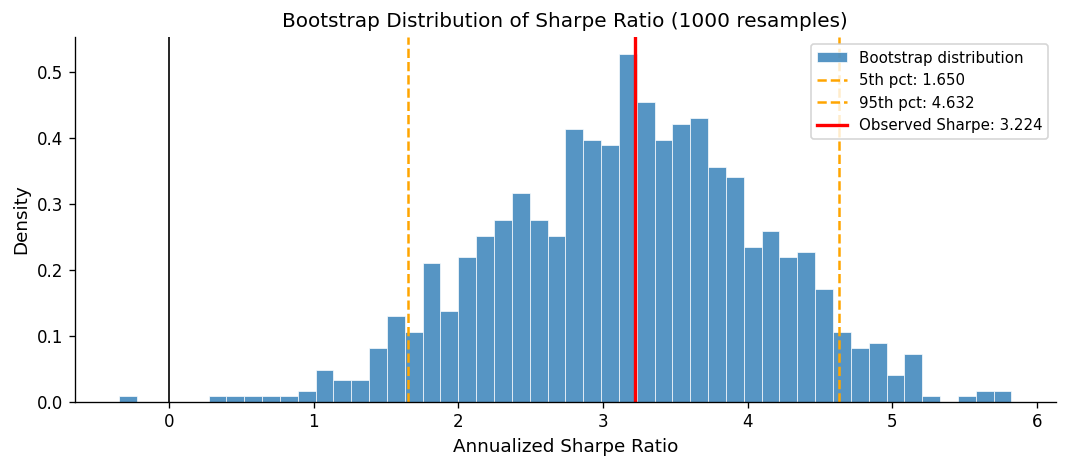 Bootstrap Distribution of Sharpe Ratio (1000 resamples)
Bootstrap distribution
5th pct: 1.650
95th pct: 4.632
Observed Sharpe: 3.224
Density
0.5
0.4
0.3
0.2
0.1
0.0
0 1 2 3 4 5 6
Annualized Sharpe Ratio